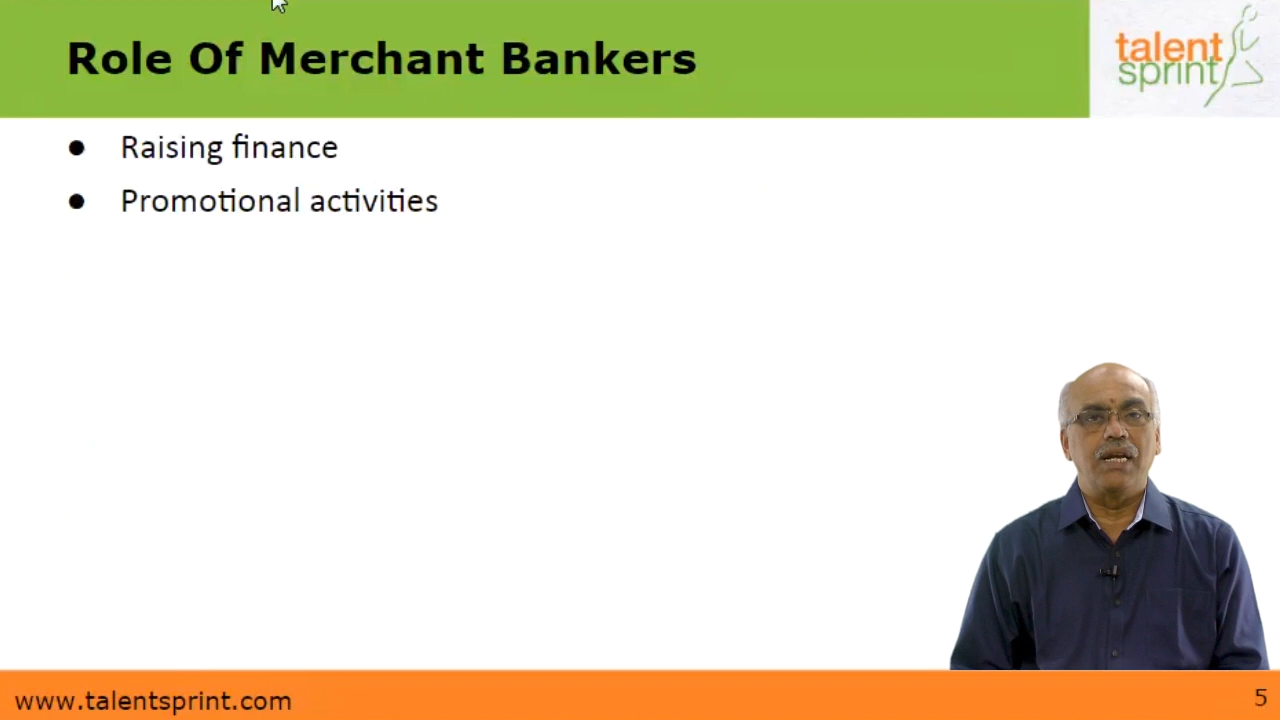 Role Of Merchant Bankers
talent
sprint
● Raising finance
● Promotional activities
www.talentsprint.com
5